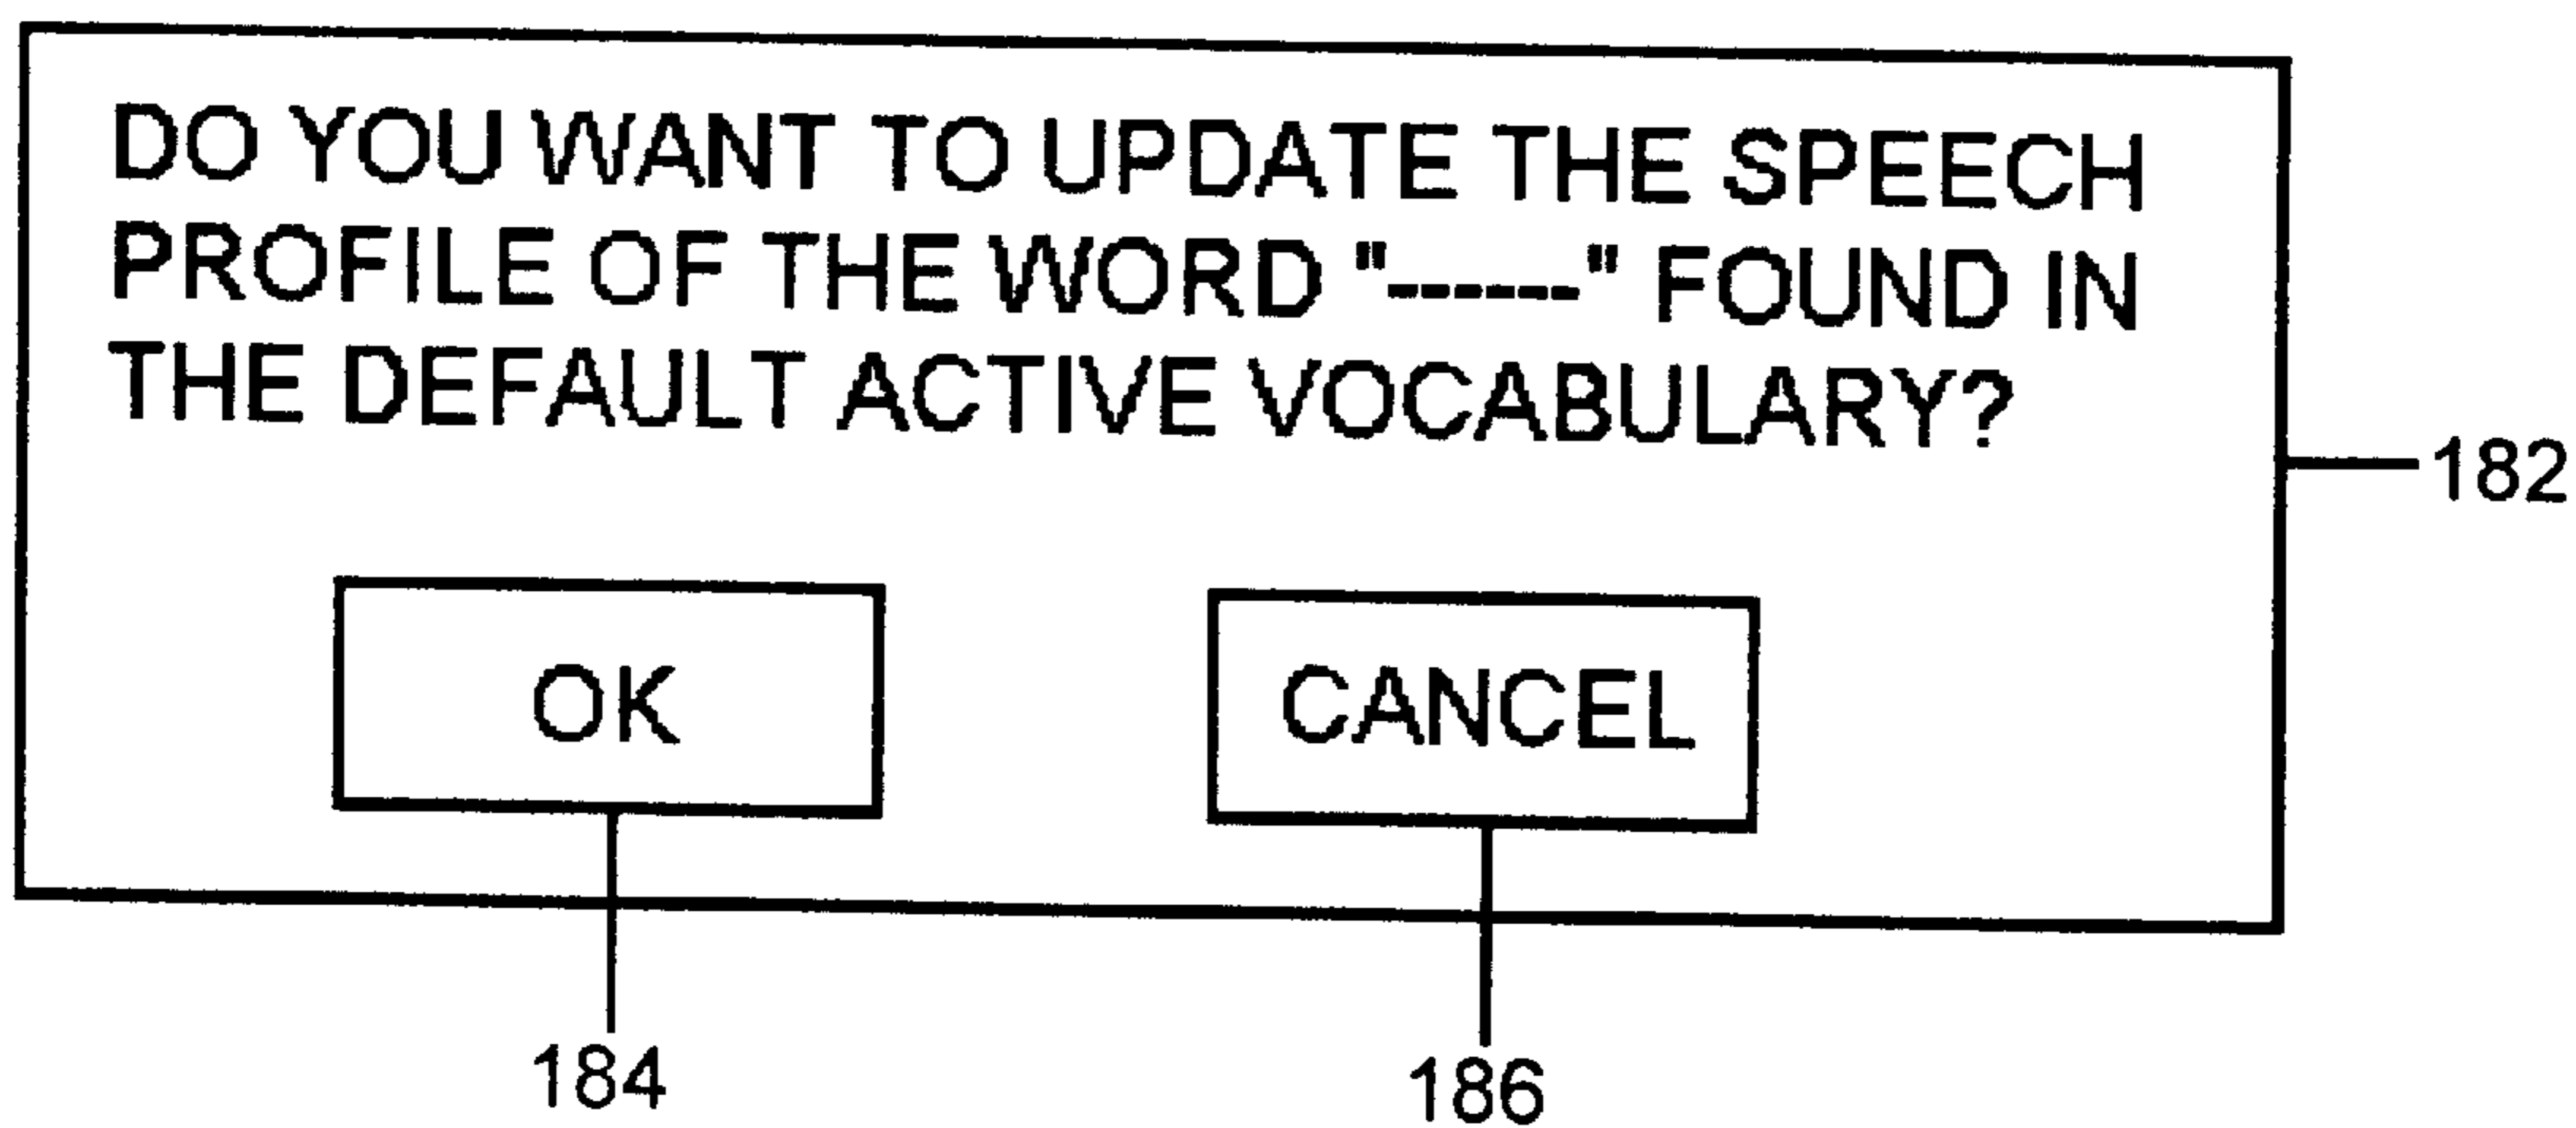 DO YOU WANT TO UPDATE THE SPEECH
PROFILE OF THE WORD "------" FOUND IN
THE DEFAULT ACTIVE VOCABULARY?
182
OK
CANCEL
184
186